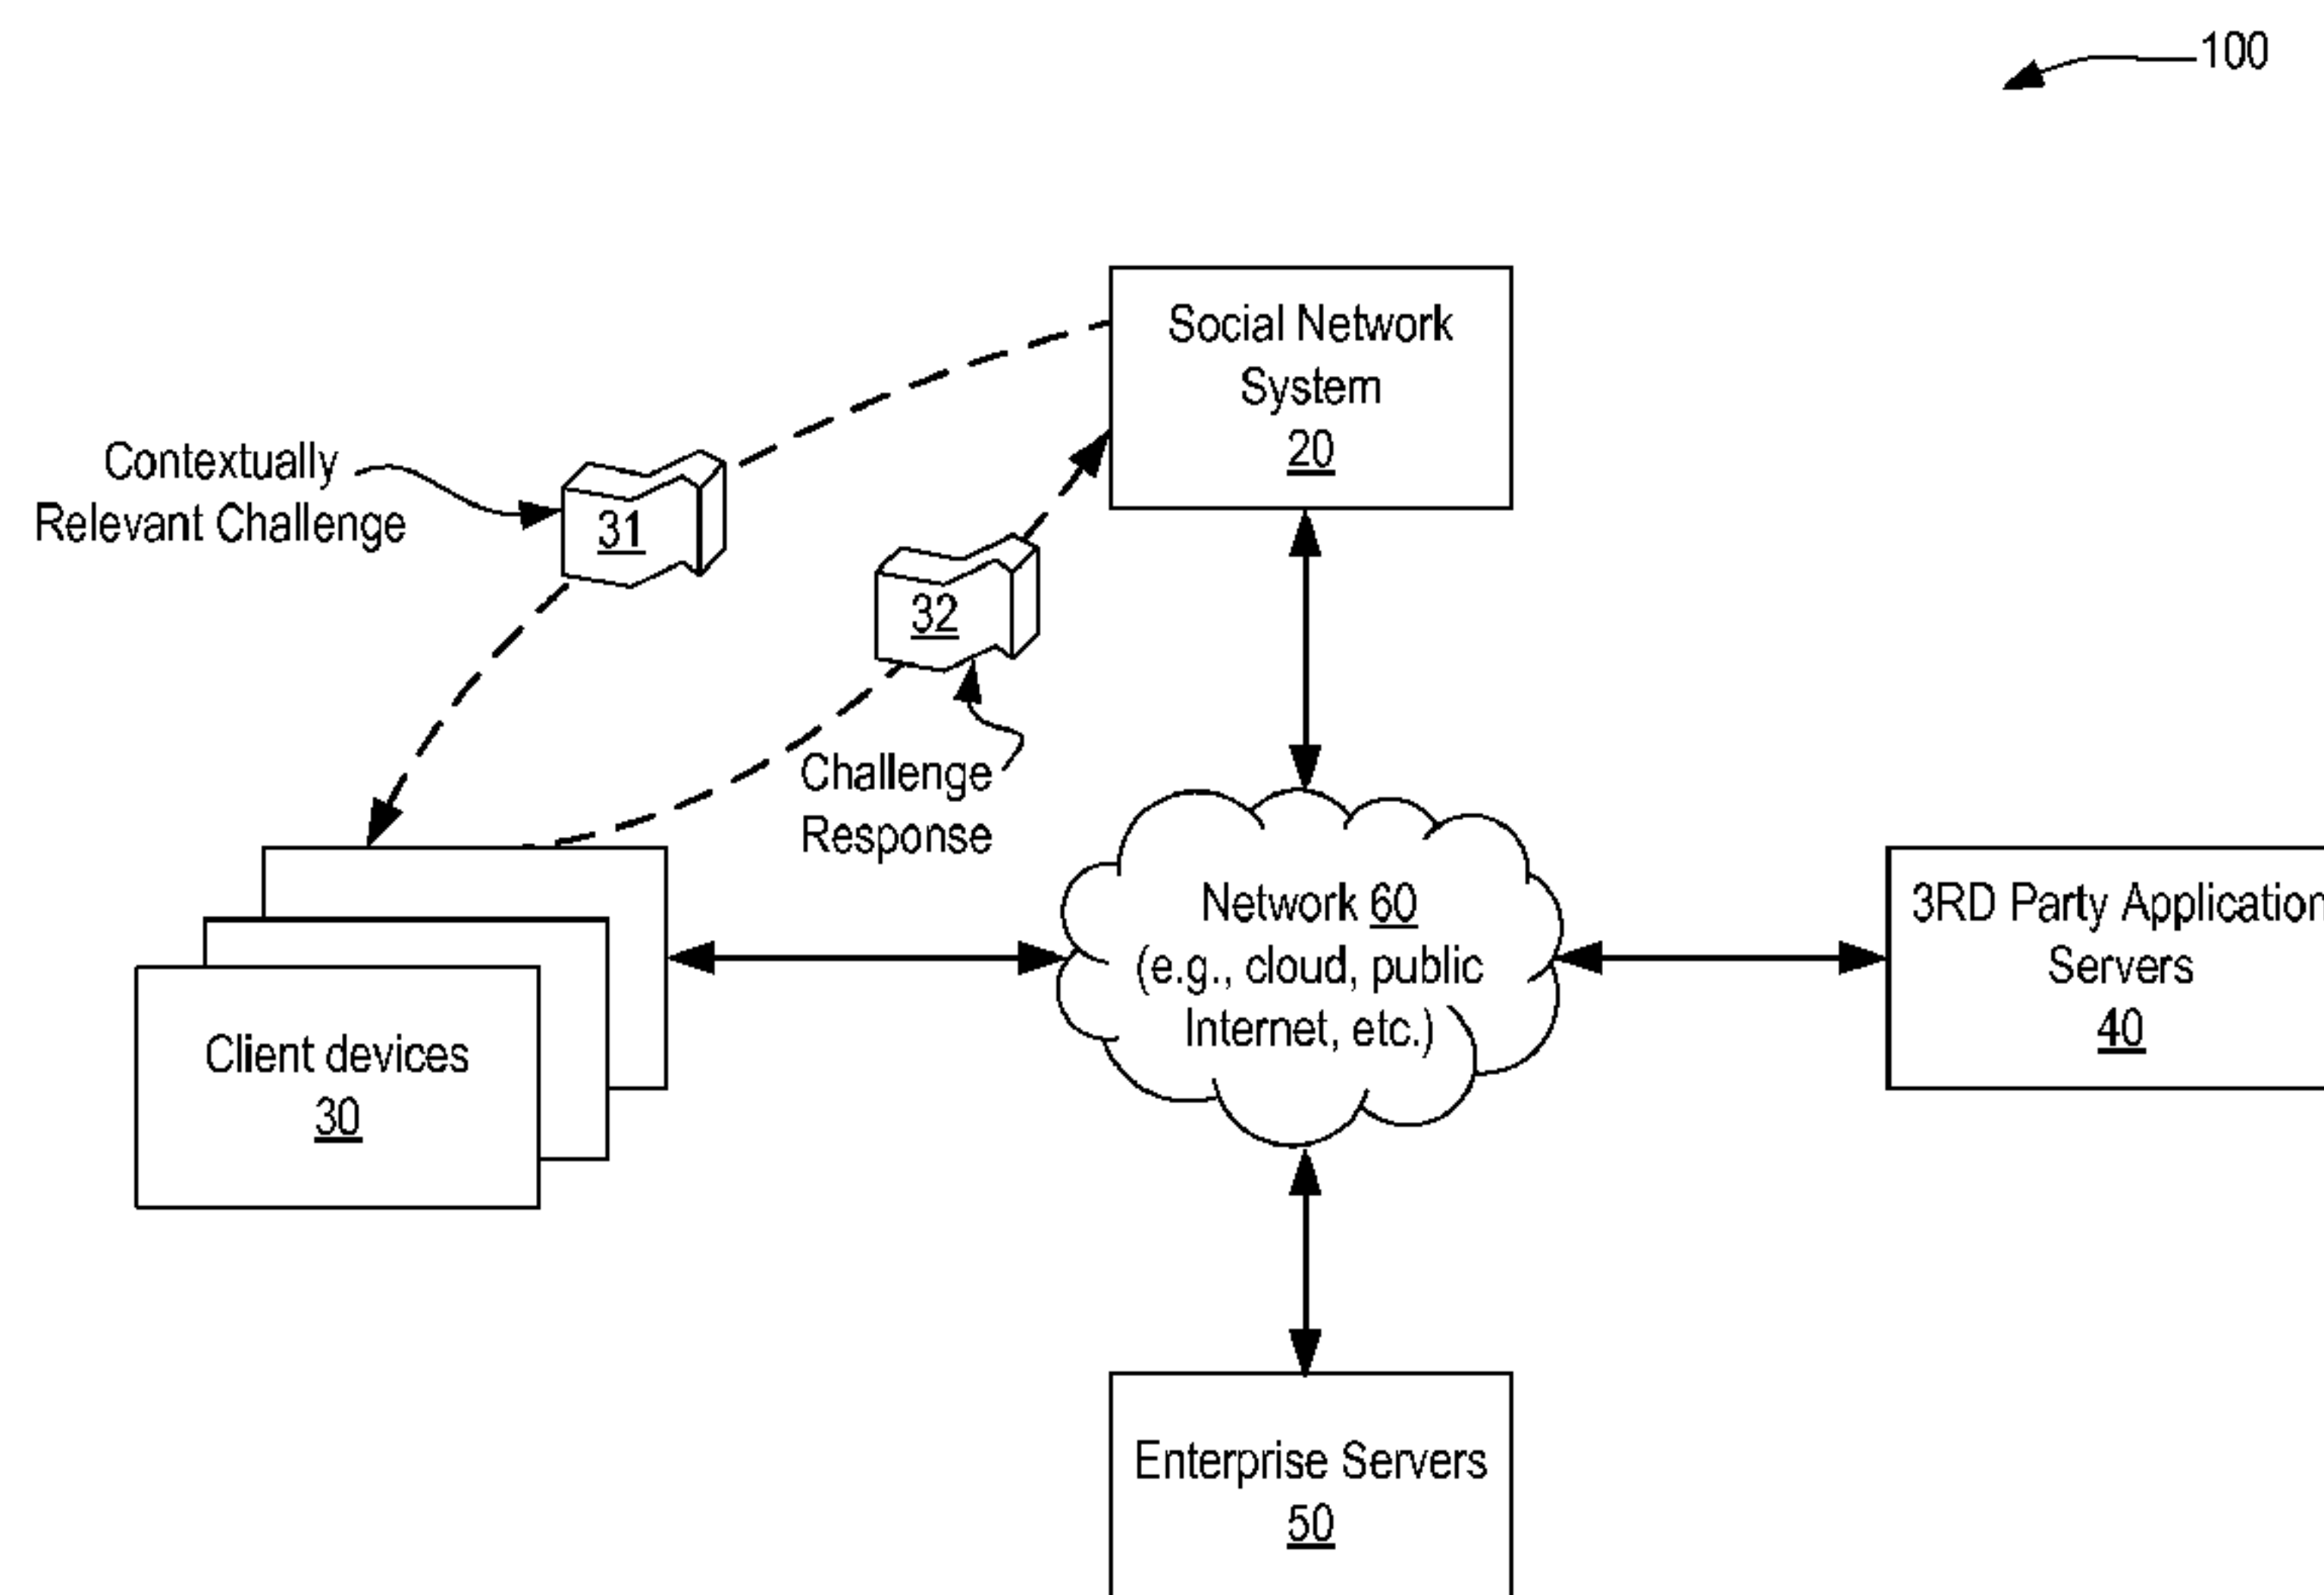 100
Social Network
System
20
Contextually
Relevant Challenge
31
32
Challenge
Response
Network 60
(e.g., cloud, public
Internet, etc.)
3RD Party Application
Servers
40
Client devices
30
Enterprise Servers
50